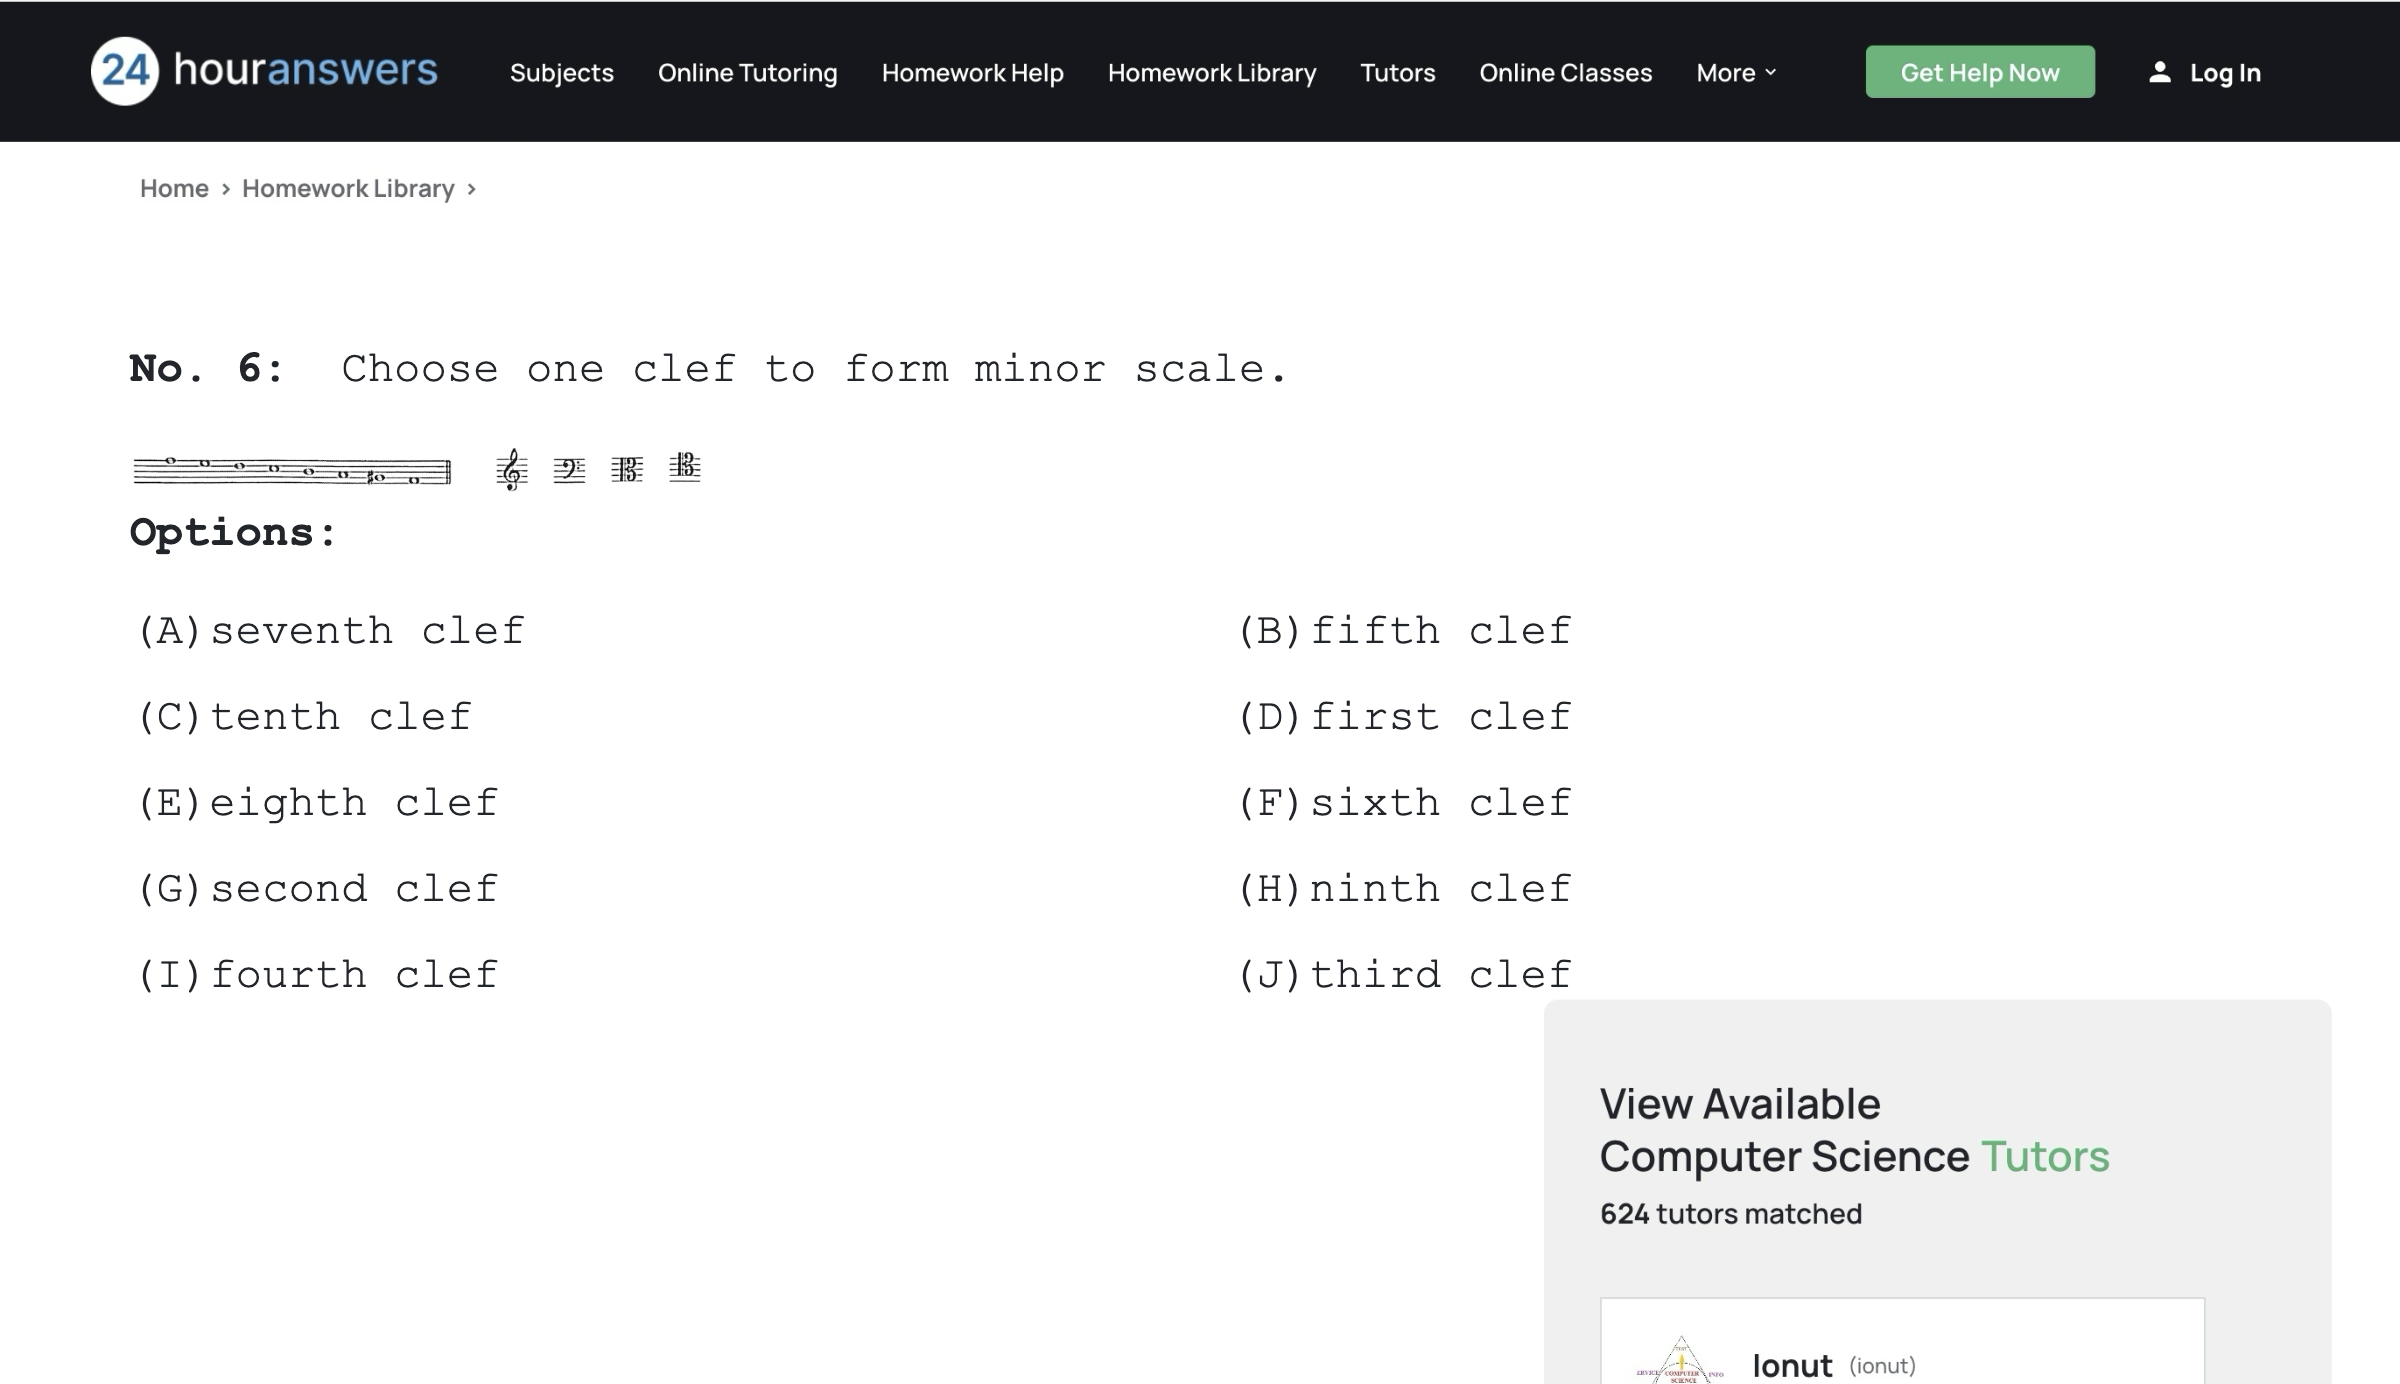 24 houranswers Subjects Online Tutoring Homework Help Homework Library Tutors Online Classes More Get Help Now Log In
Home > Homework Library >
No. 6: Choose one clef to form minor scale.
Options:
(A) seventh clef
(B) fifth clef
(C) tenth clef
(D) first clef
(E) eighth clef
(F) sixth clef
(G) second clef
(H) ninth clef
(I) fourth clef
(J) third clef
View Available
Computer Science Tutors
624 tutors matched
Ionut (ionut)
COMPUTER
SCIENCE
INFO